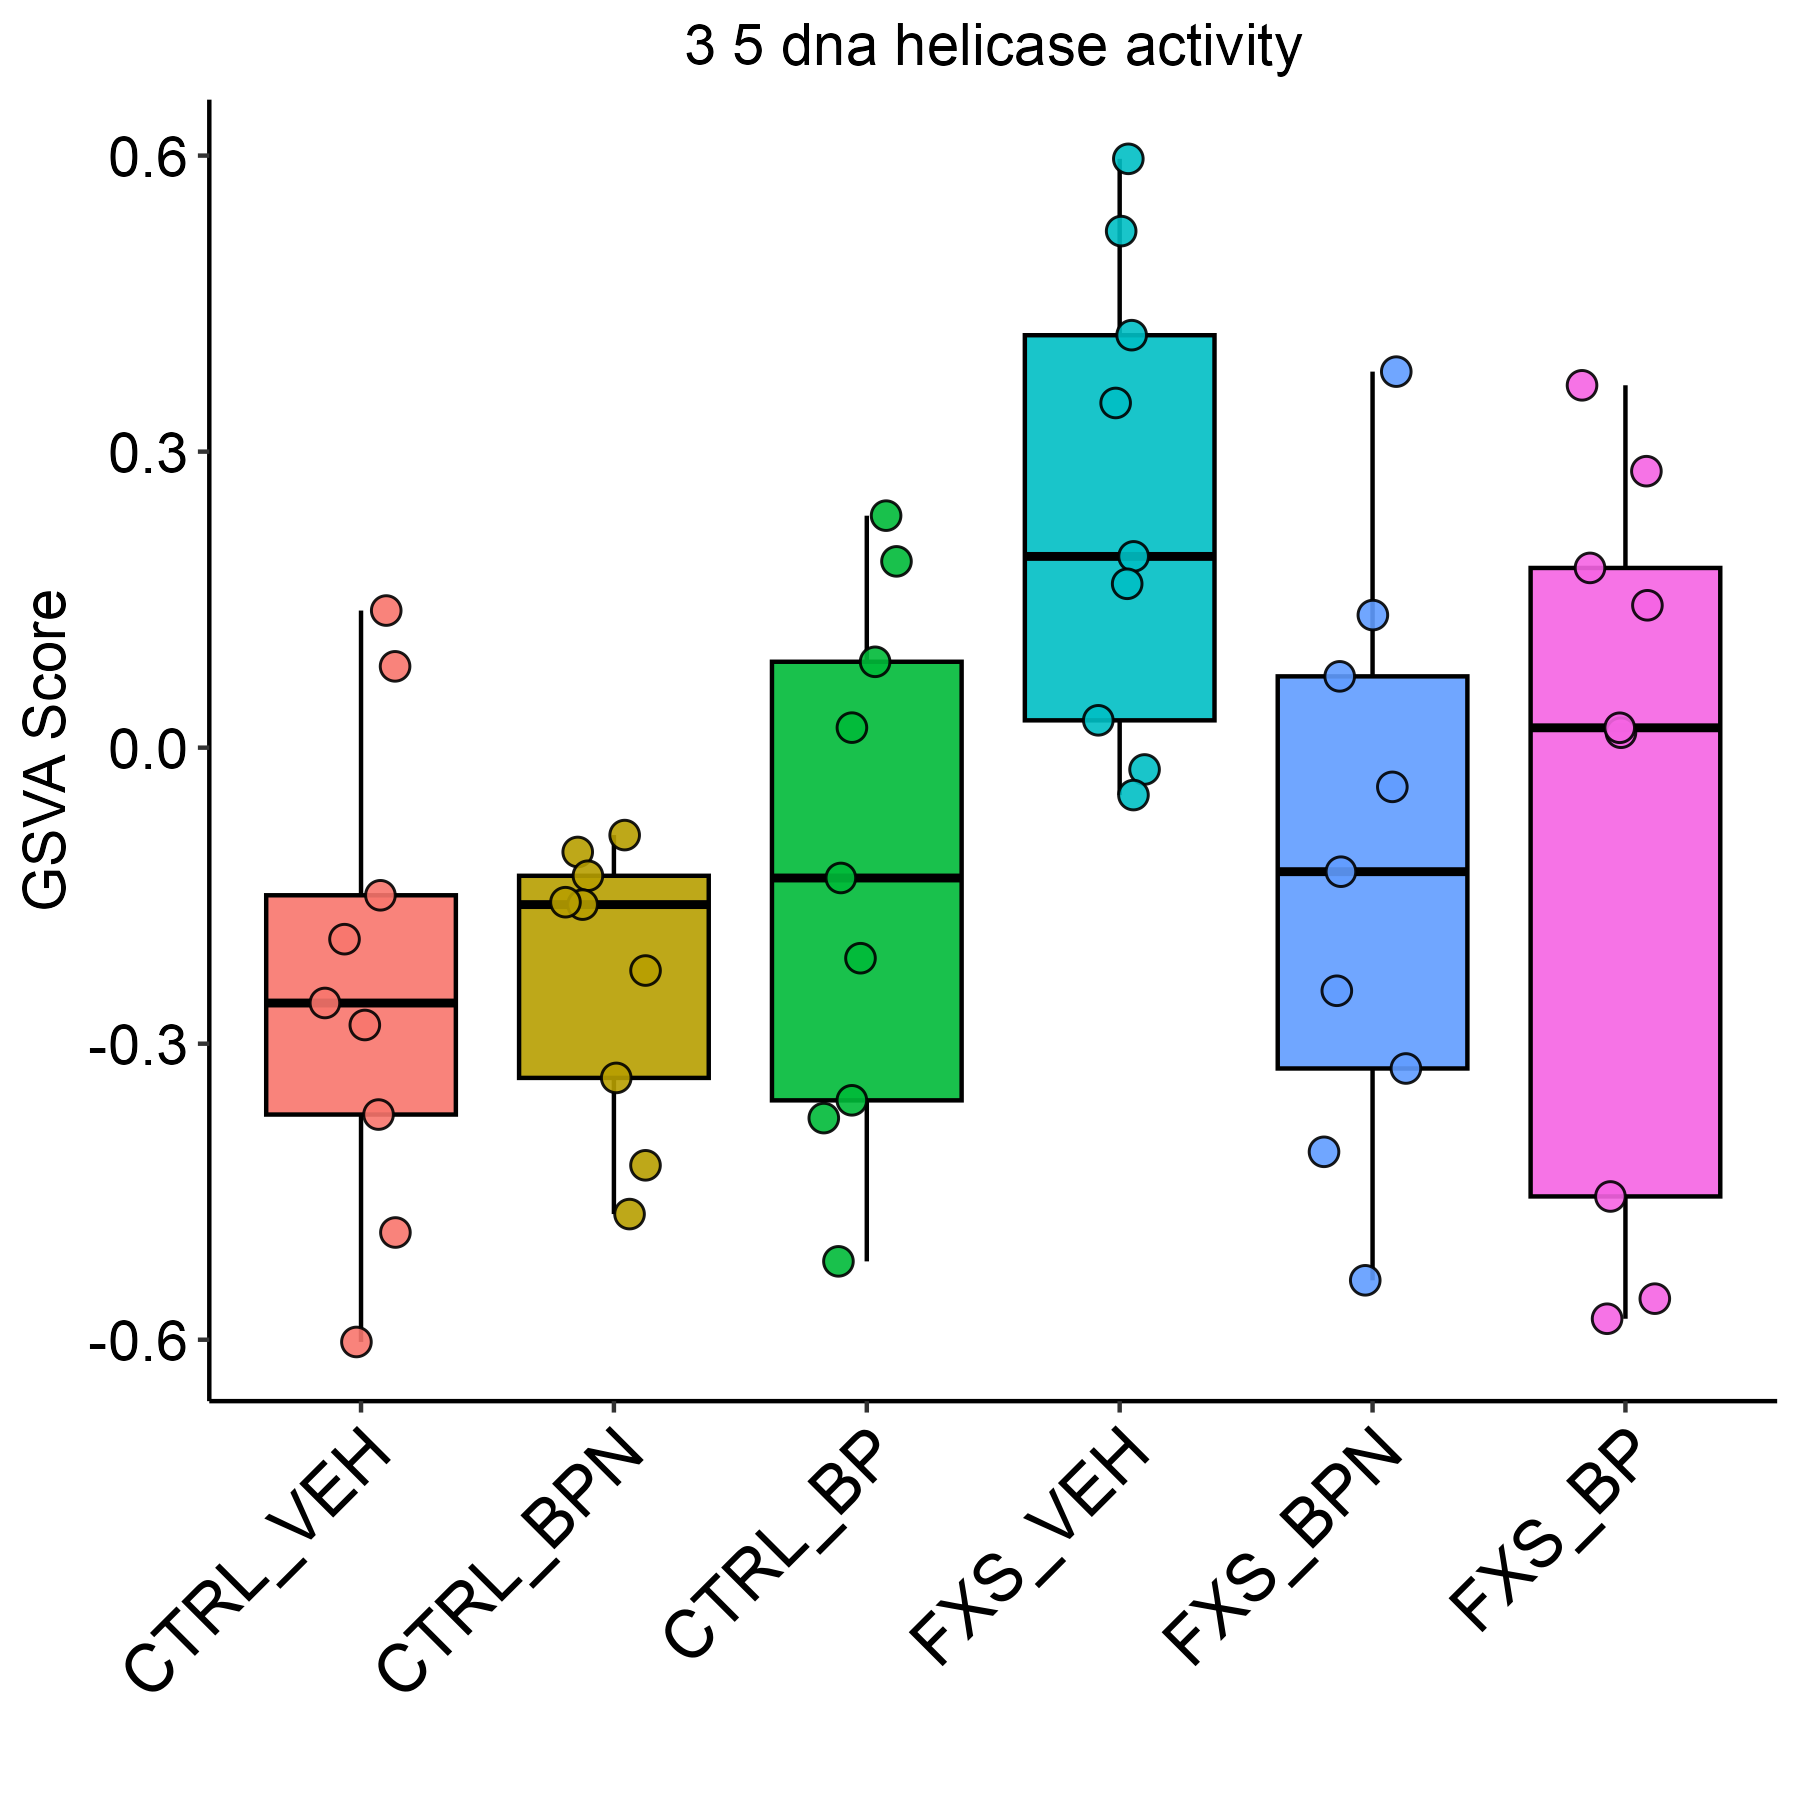 3 5 dna helicase activity
GSVA Score
0.6
0.3
0.0
-0.3
-0.6
CTRL_VEH
CTRL_BPN
CTRL_BP
FXS_VEH
FXS_BPN
FXS_BP